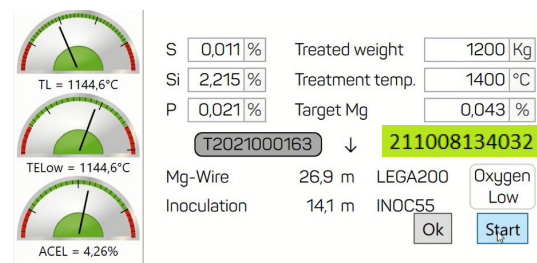 TL = 1144,6°C
TELow = 1144,6°C
ACEL = 4,26%
S 0,011 % Treated weight 1200 Kg
Si 2,215 % Treatment temp. 1400 °C
P 0,021 % Target Mg 0,043 %
T2021000163 ↓ 211008134032
Mg-Wire 26,9 m LEGA200
Inoculation 14,1 m INOC55
Oxygen
Low
Ok Start